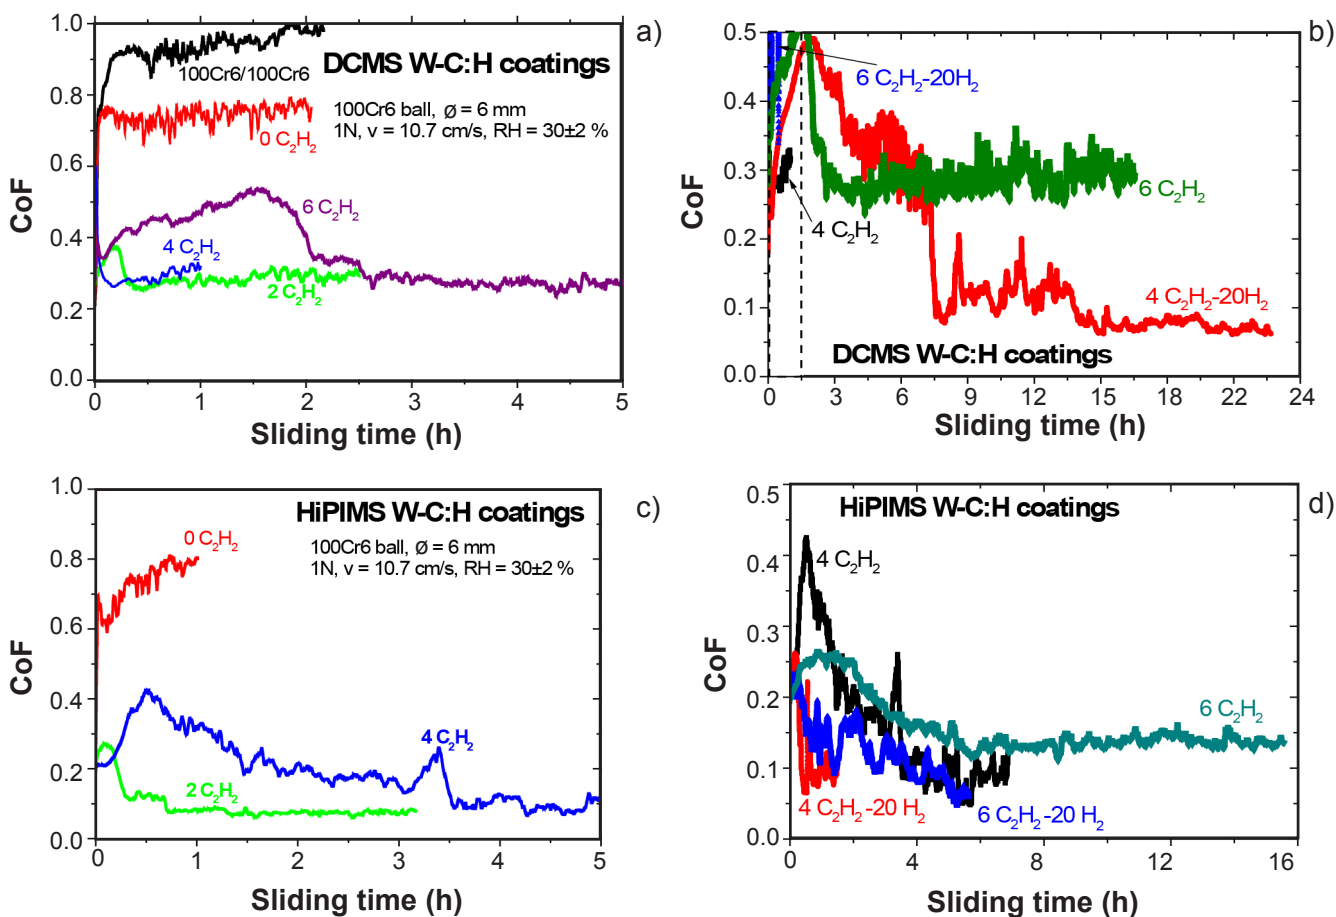 a)
DCMS W-C:H coatings
100Cr6 ball, ø = 6 mm
1N, v = 10.7 cm/s, RH = 30±2 %
100Cr6/100Cr6
0 C₂H₂
6 C₂H₂
4 C₂H₂
2 C₂H₂
CoF
1.0
0.8
0.6
0.4
0.2
0.0
0 1 2 3 4 5
Sliding time (h)
b)
6 C₂H₂-20H₂
6 C₂H₂
4 C₂H₂
4 C₂H₂-20H₂
DCMS W-C:H coatings
CoF
0.5
0.4
0.3
0.2
0.1
0.0
0 3 6 9 12 15 18 21 24
Sliding time (h)
c)
HiPIMS W-C:H coatings
100Cr6 ball, ø = 6 mm
1N, v = 10.7 cm/s, RH = 30±2 %
0 C₂H₂
4 C₂H₂
2 C₂H₂
CoF
1.0
0.8
0.6
0.4
0.2
0.0
0 1 2 3 4 5
Sliding time (h)
d)
HiPIMS W-C:H coatings
4 C₂H₂
6 C₂H₂
4 C₂H₂-20 H₂
6 C₂H₂-20 H₂
CoF
0.5
0.4
0.3
0.2
0.1
0.0
0 4 8 12 16
Sliding time (h)